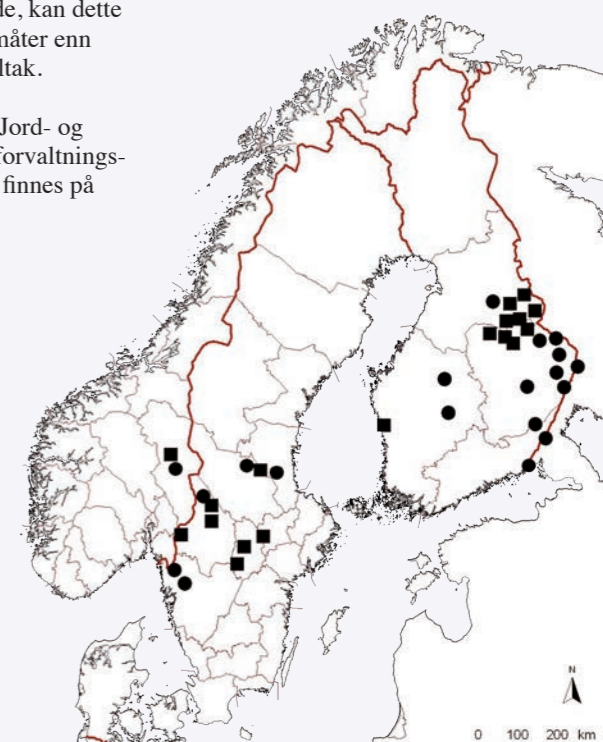 de, kan dette
måter enn
ltak.
Jord- og
forvaltnings-
finnes på
N
0 100 200 km